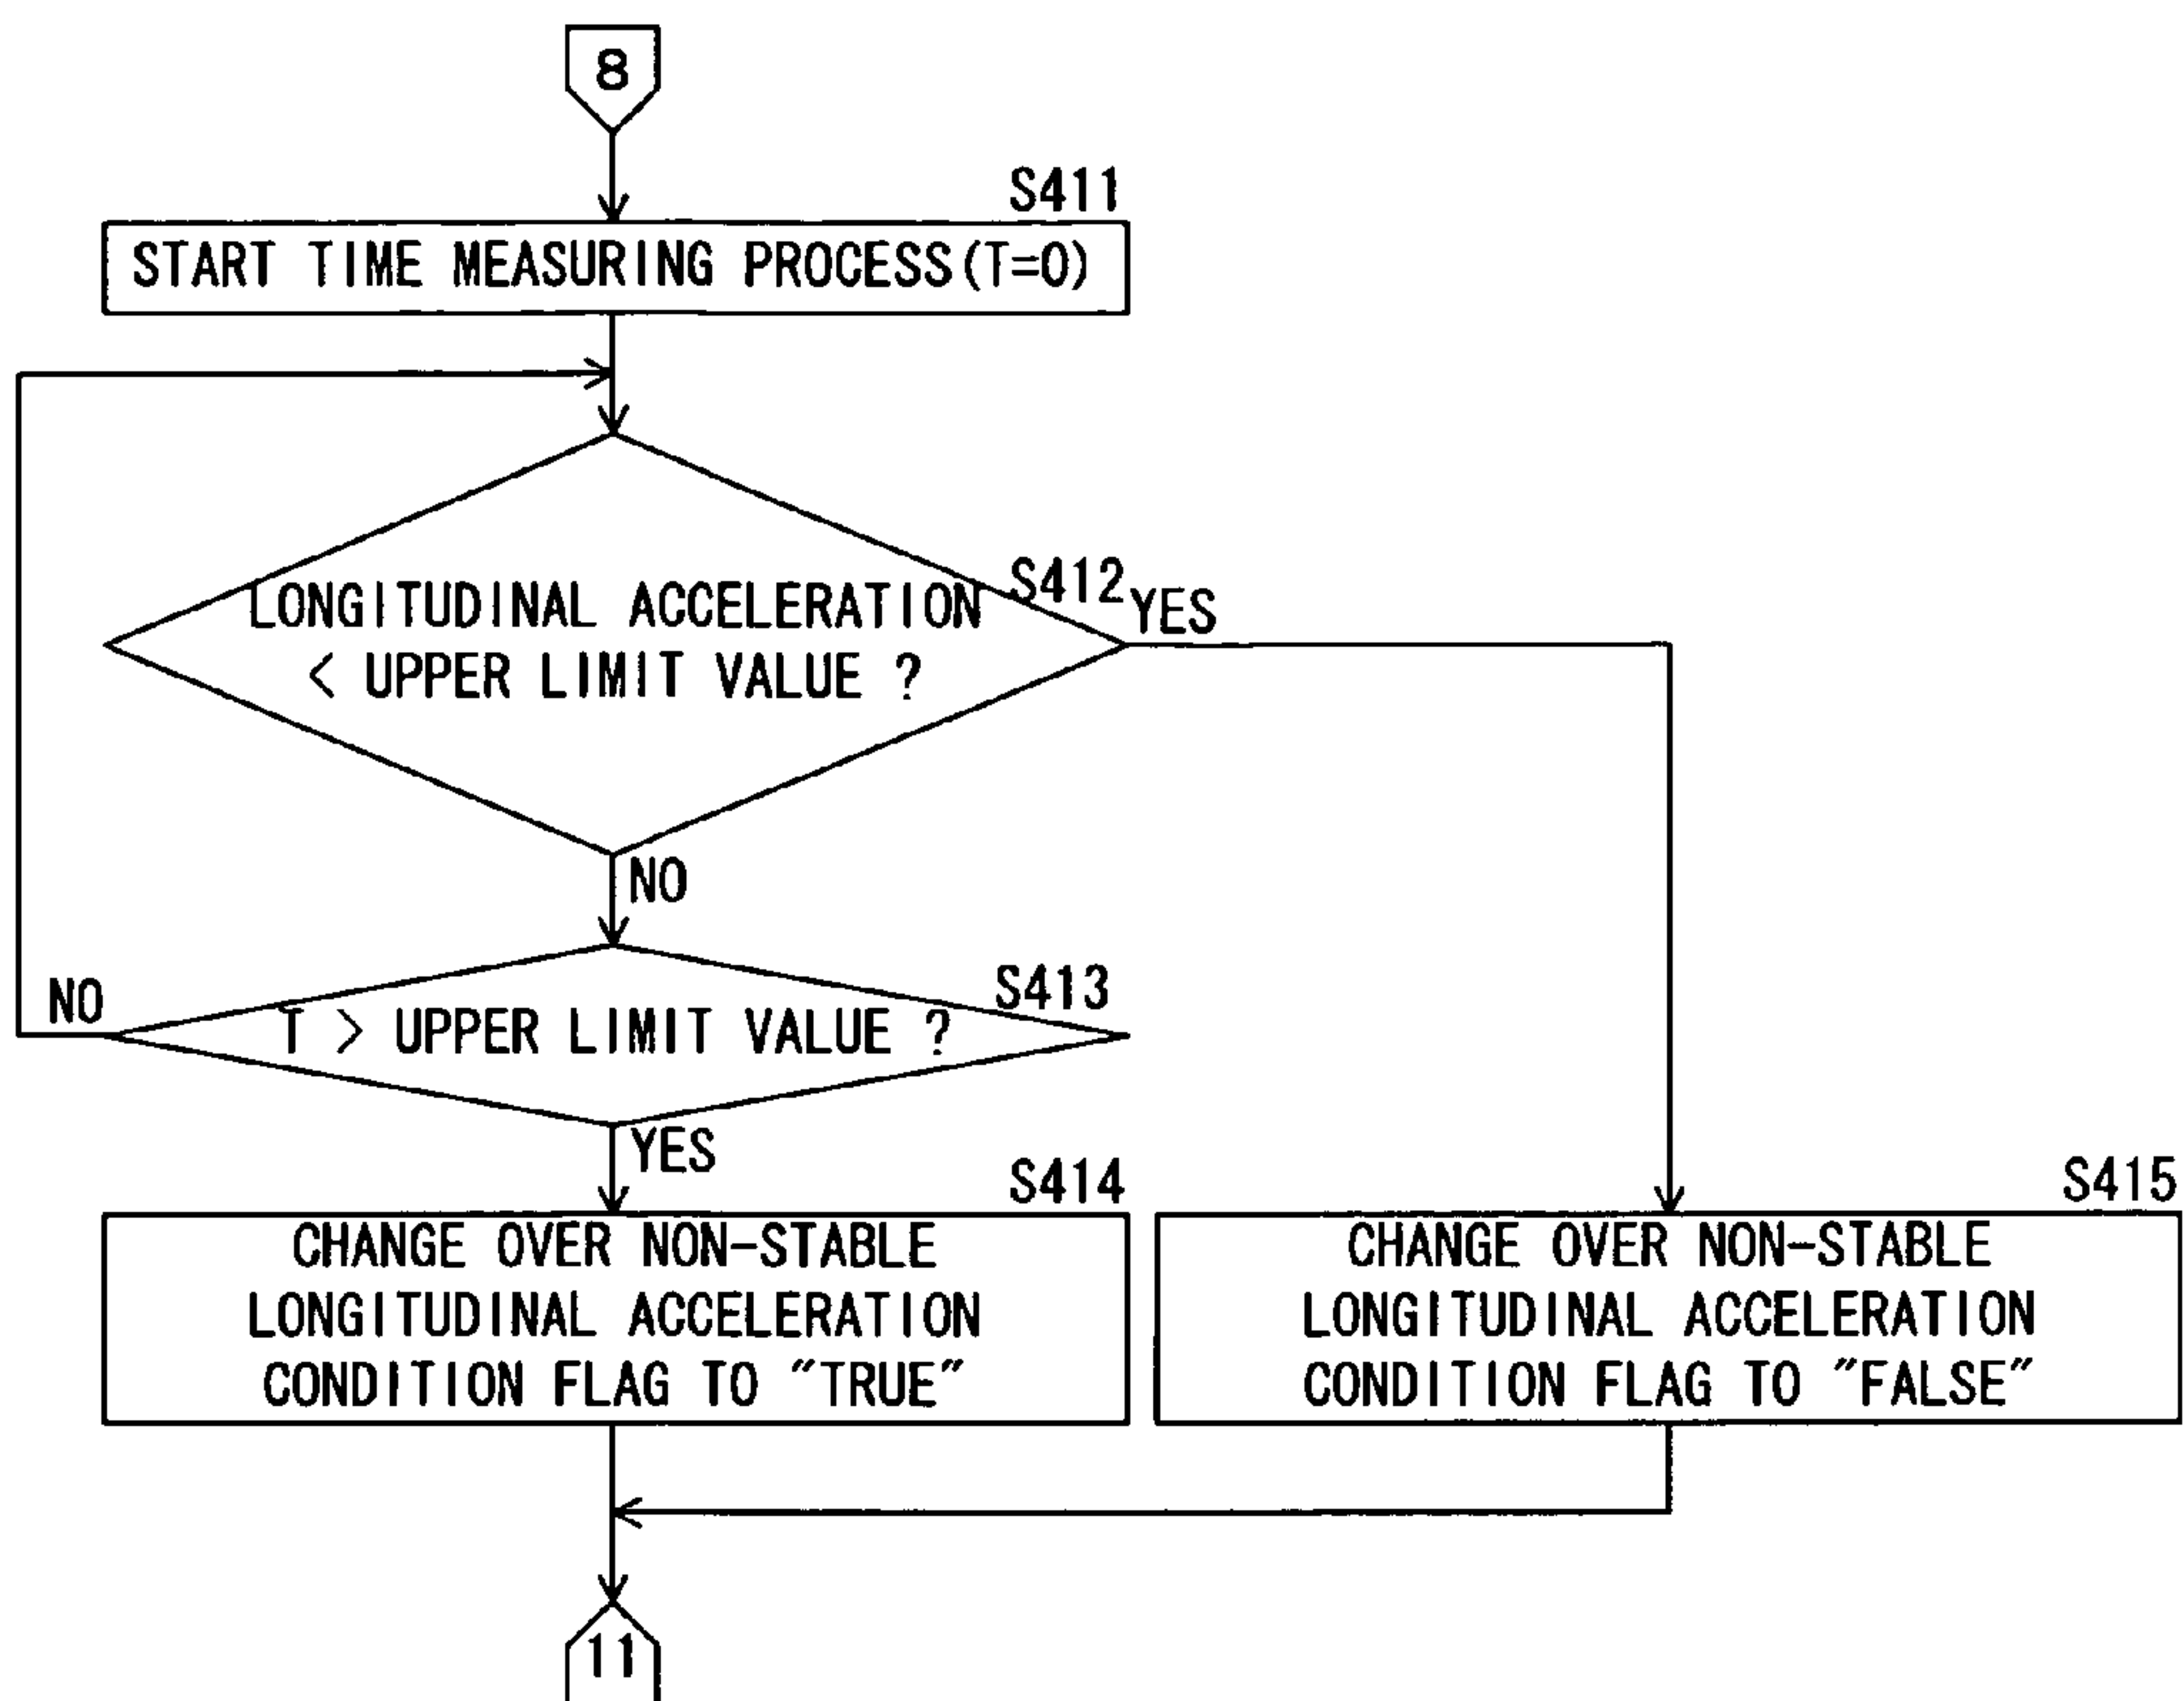 8
S411
START TIME MEASURING PROCESS(T=0)
S412
YES
LONGITUDINAL ACCELERATION
< UPPER LIMIT VALUE ?
NO
S413
NO
T > UPPER LIMIT VALUE ?
YES
S414
CHANGE OVER NON-STABLE
LONGITUDINAL ACCELERATION
CONDITION FLAG TO "TRUE"
S415
CHANGE OVER NON-STABLE
LONGITUDINAL ACCELERATION
CONDITION FLAG TO "FALSE"
11